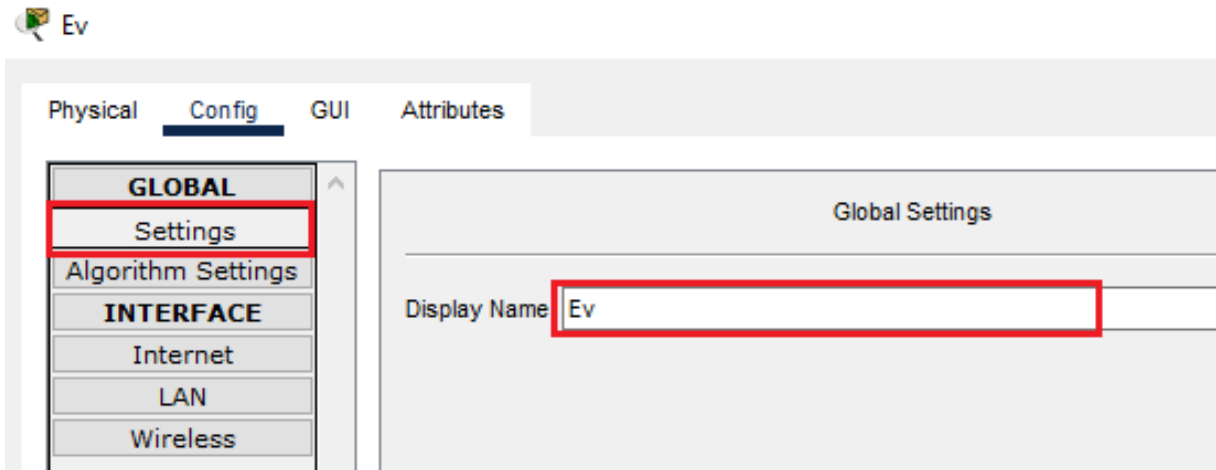 Ev
Physical Config GUI Attributes
GLOBAL
Settings
Algorithm Settings
INTERFACE
Internet
LAN
Wireless
Global Settings
Display Name Ev